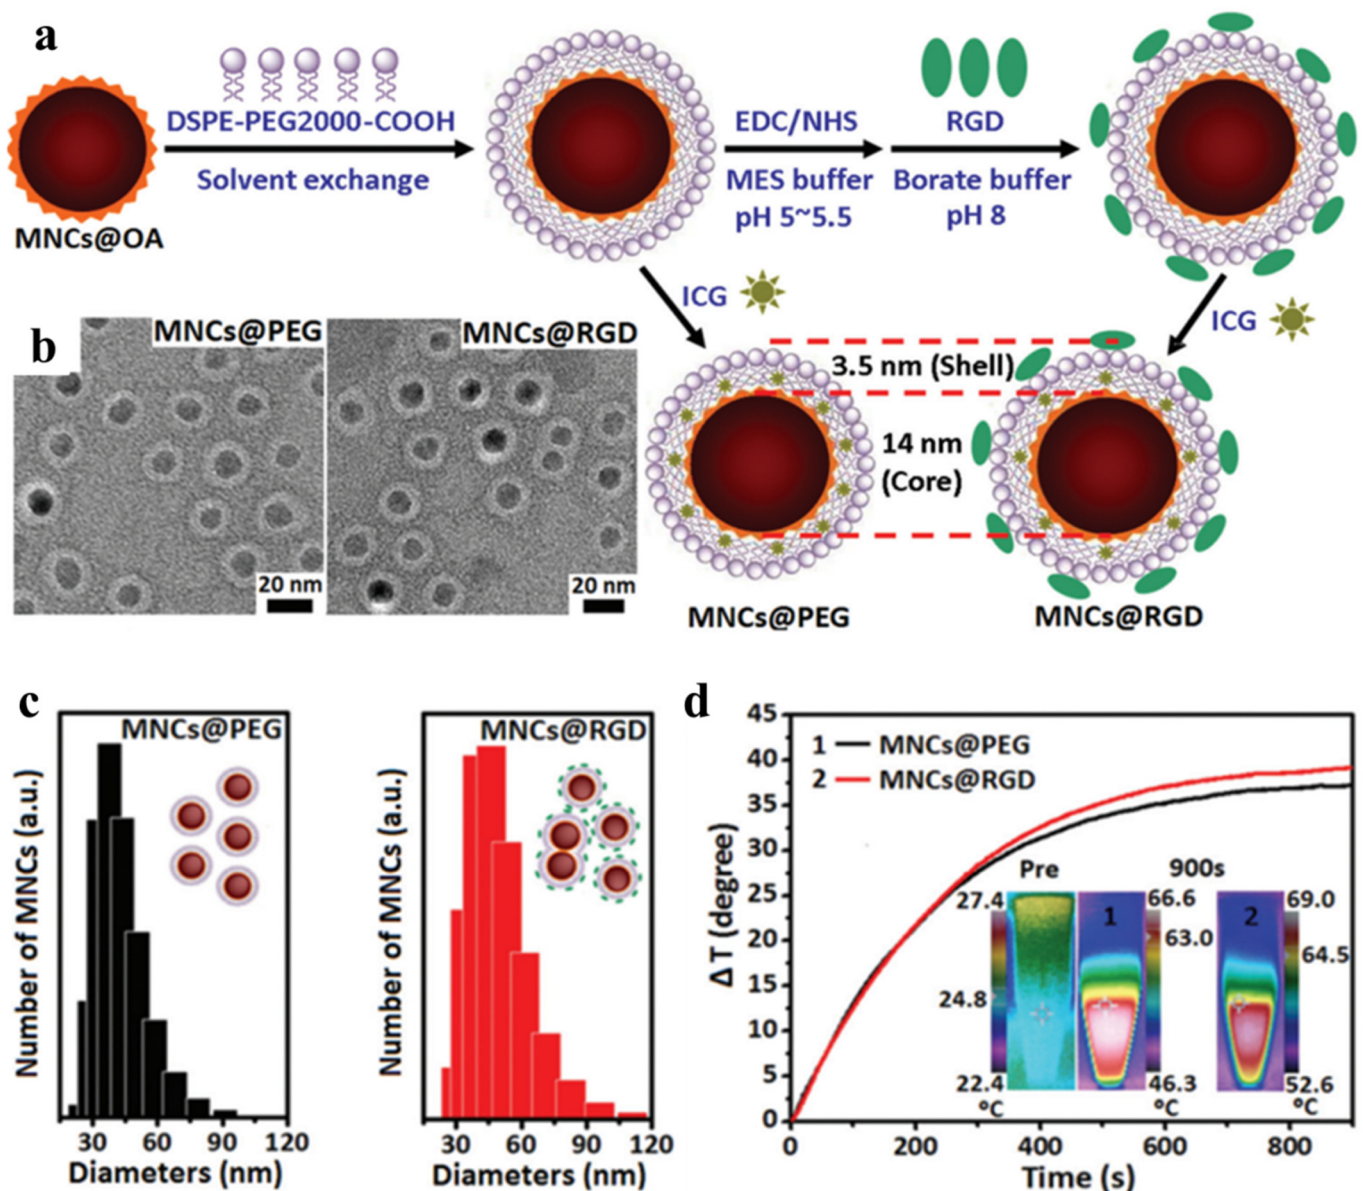 a
DSPE-PEG2000-COOH
Solvent exchange
MNCs@OA
EDC/NHS
MES buffer
pH 5~5.5
RGD
Borate buffer
pH 8
ICG
ICG
3.5 nm (Shell)
14 nm
(Core)
MNCs@PEG
MNCs@RGD
b
MNCs@PEG
20 nm
MNCs@RGD
20 nm
c
MNCs@PEG
Number of MNCs (a.u.)
30 60 90 120
Diameters (nm)
MNCs@RGD
Number of MNCs (a.u.)
30 60 90 120
Diameters (nm)
d
45
40
35
30
25
20
15
10
5
0
ΔT (degree)
1 MNCs@PEG
2 MNCs@RGD
Pre
900s
27.4
24.8
22.4
°C
1
66.6
63.0
46.3
°C
2
69.0
64.5
52.6
°C
0 200 400 600 800
Time (s)